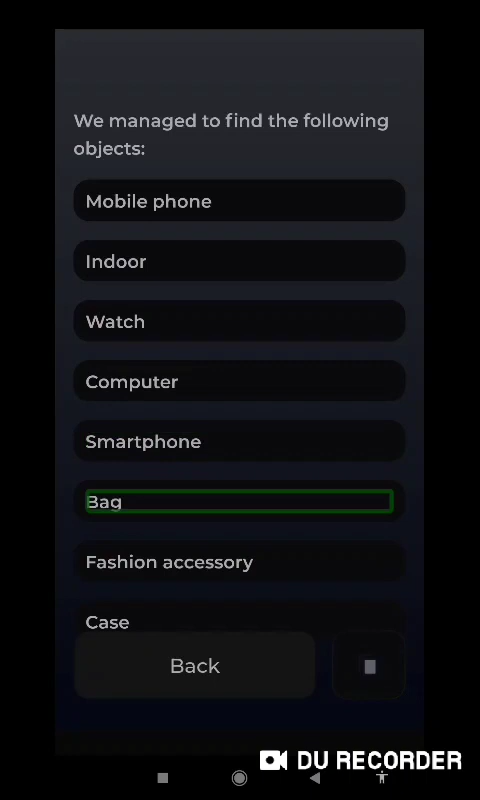 We managed to find the following
objects:
Mobile phone
Indoor
Watch
Computer
Smartphone
Bag
Fashion accessory
Case
Back
DU RECORDER